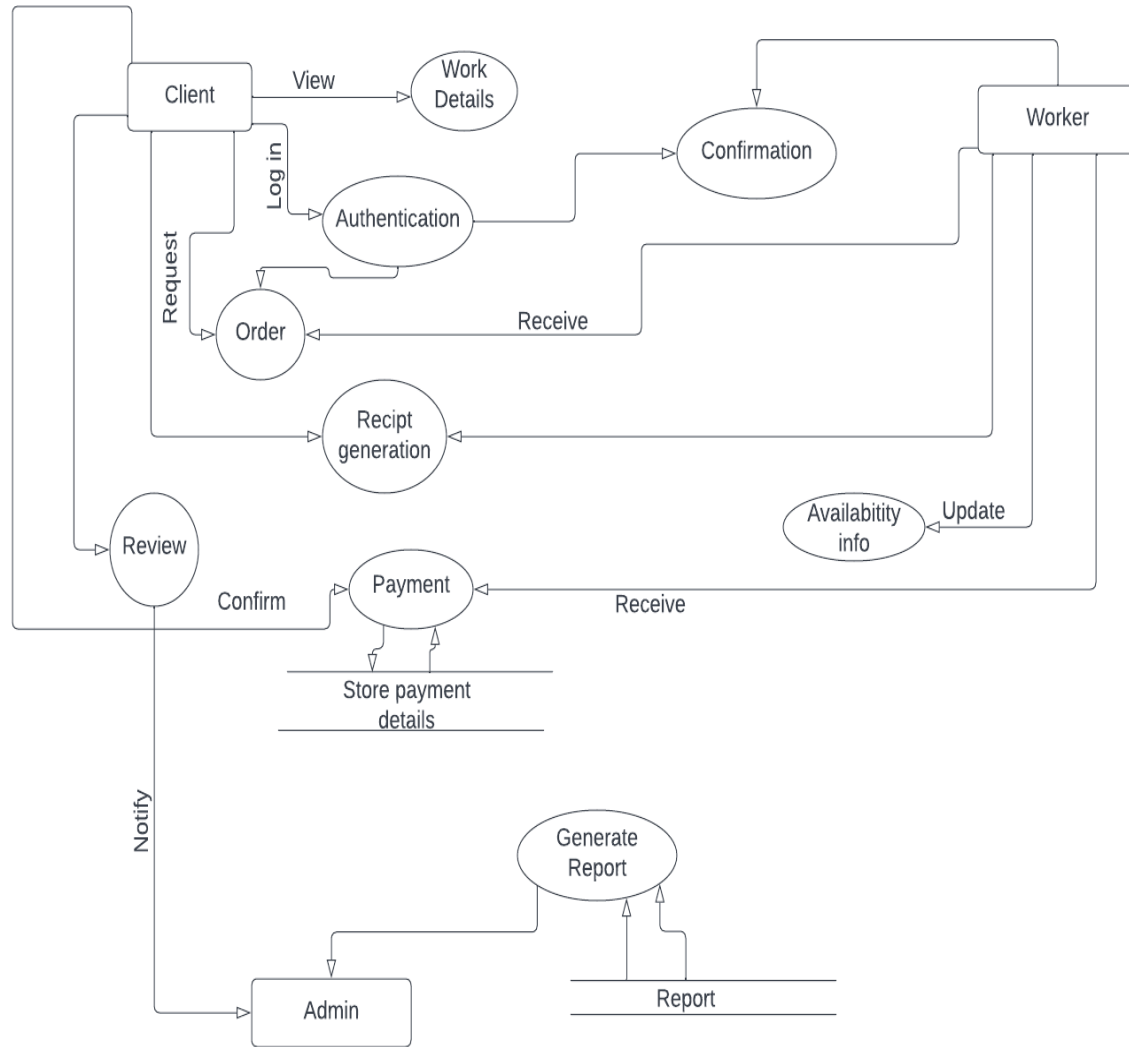 Client
View
Work
Details
Worker
Confirmation
Log in
Authentication
Request
Order
Receive
Recipt
generation
Availabitity
info
Update
Review
Payment
Confirm
Receive
Store payment
details
Notify
Generate
Report
Admin
Report